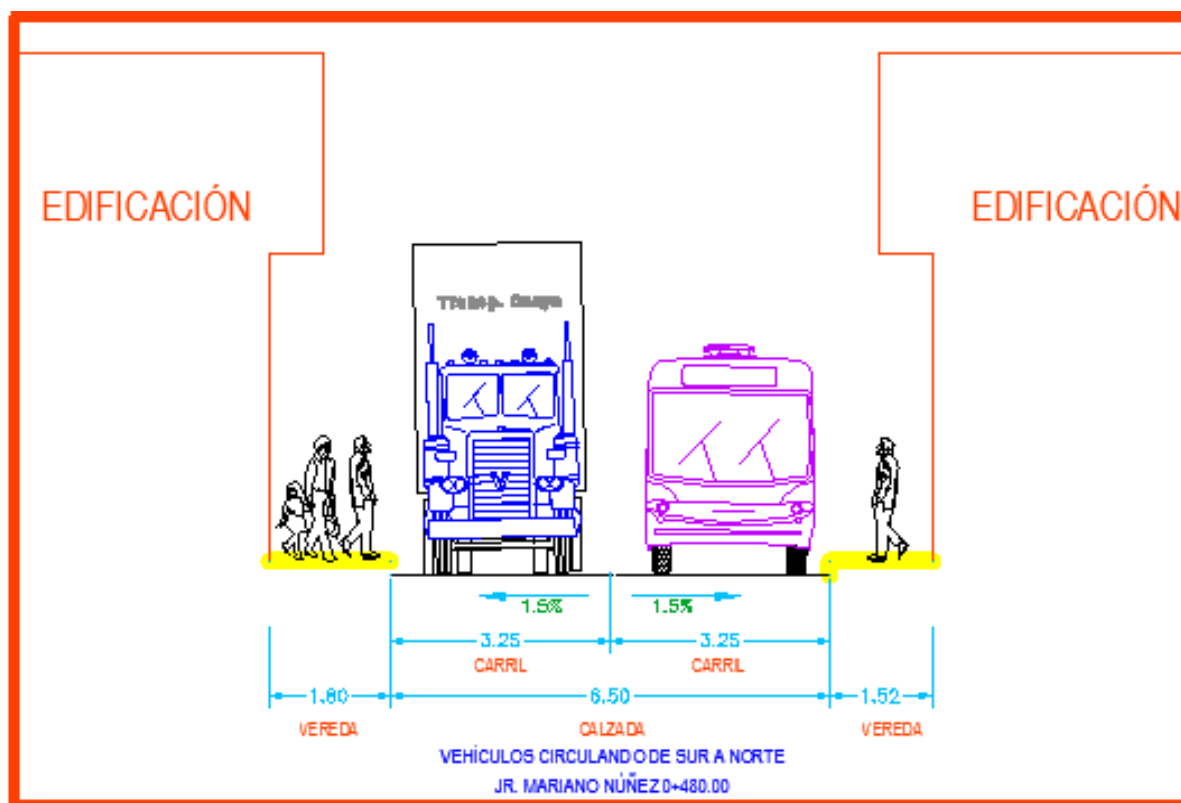 EDIFICACIÓN EDIFICACIÓN
Transp.
1.5% 1.5%
3.25 3.25
CARRIL CARRIL
1.80 6.50 1.52
VEREDA CALZADA VEREDA
VEHÍCULOS CIRCULANDO DE SUR A NORTE
JR. MARIANO NÚÑEZ 0+480.00